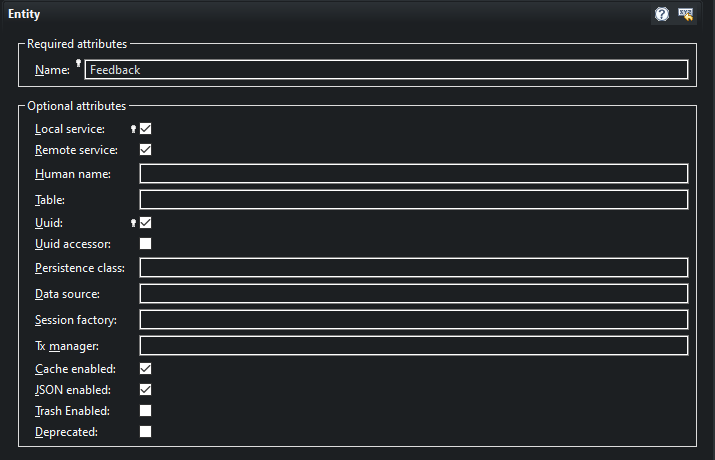 Entity
Required attributes
Name: Feedback
Optional attributes
Local service:
Remote service:
Human name:
Table:
Uuid:
Uuid accessor:
Persistence class:
Data source:
Session factory:
Tx manager:
Cache enabled:
JSON enabled:
Trash Enabled:
Deprecated: